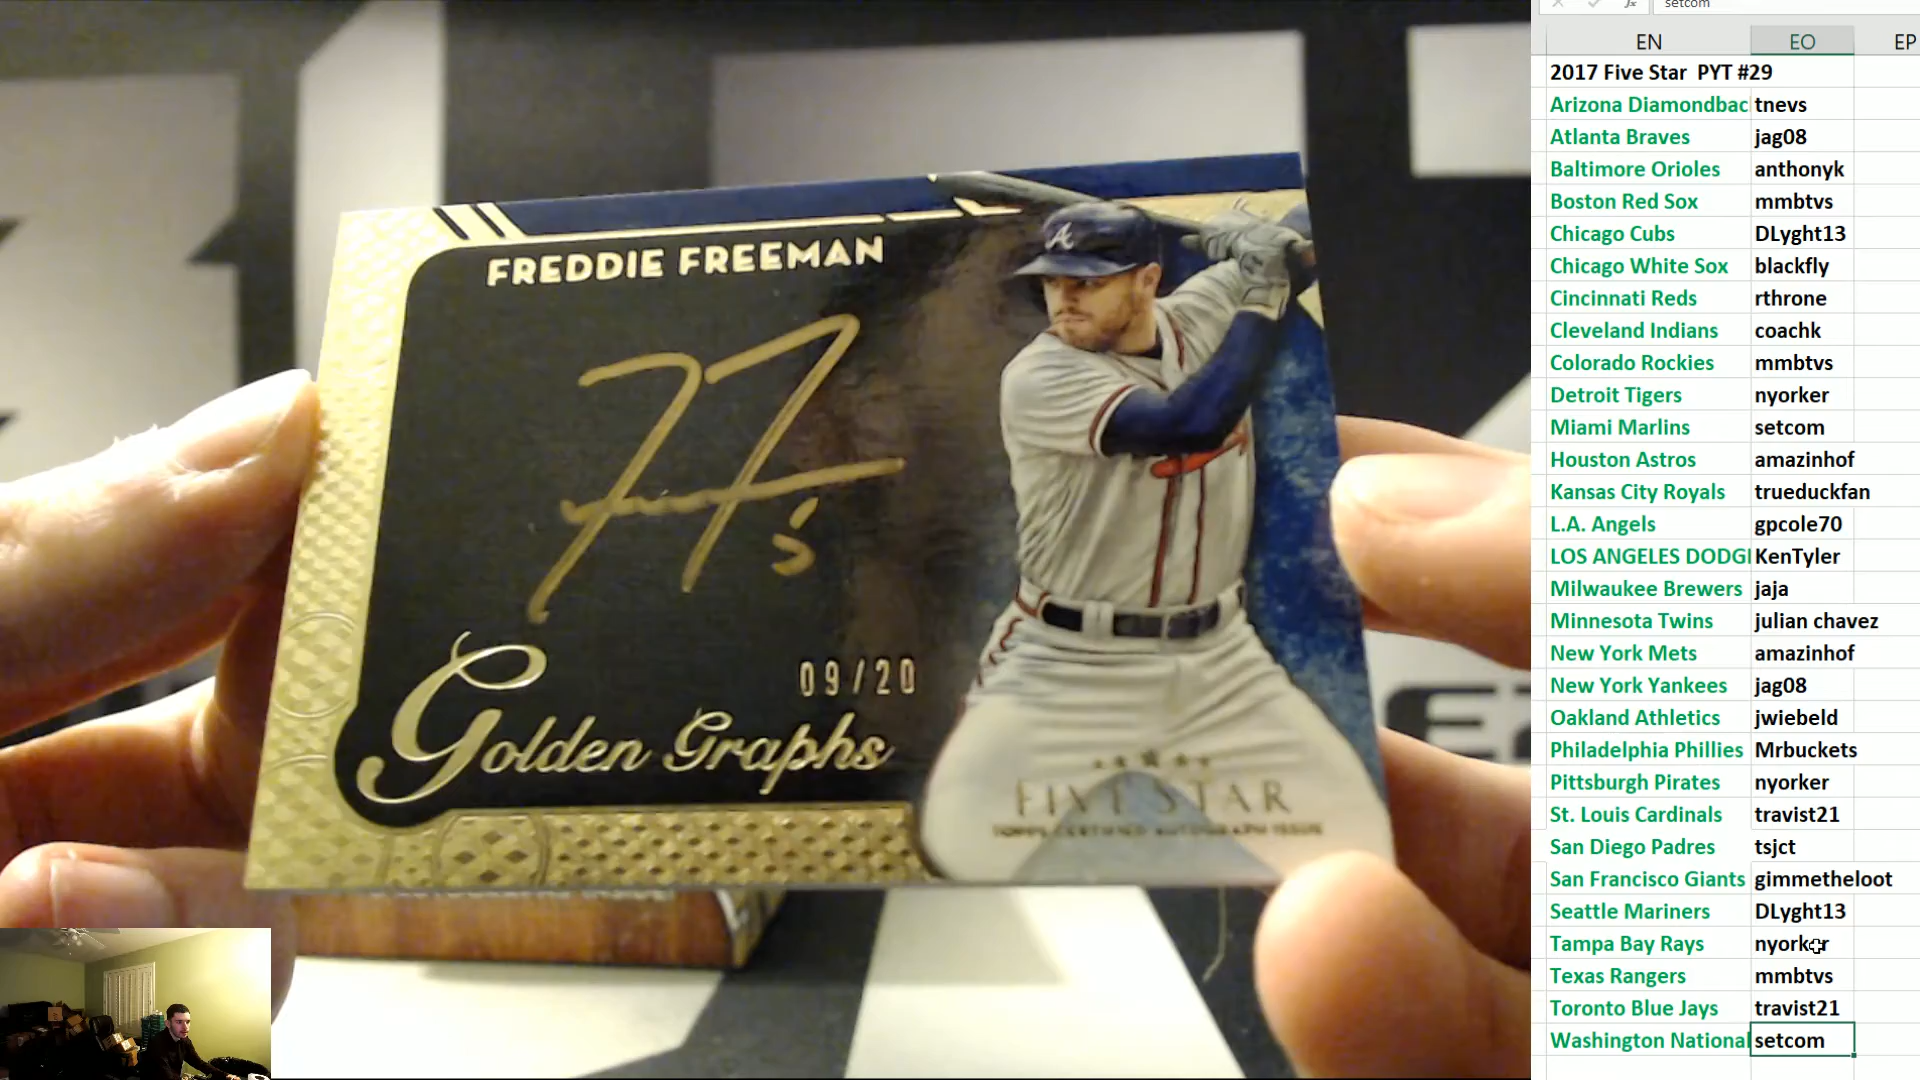 FREDDIE FREEMAN
09/20
Golden Graphs
FIVE STAR
TOPPS CERTIFIED AUTOGRAPH ISSUE
setcom
EN EO EP
2017 Five Star PYT #29
Arizona Diamondbac tnevs
Atlanta Braves jag08
Baltimore Orioles anthonyk
Boston Red Sox mmbtvs
Chicago Cubs DLyght13
Chicago White Sox blackfly
Cincinnati Reds rthrone
Cleveland Indians coachk
Colorado Rockies mmbtvs
Detroit Tigers nyorker
Miami Marlins setcom
Houston Astros amazinhof
Kansas City Royals trueduckfan
L.A. Angels gpcole70
LOS ANGELES DODG KenTyler
Milwaukee Brewers jaja
Minnesota Twins julian chavez
New York Mets amazinhof
New York Yankees jag08
Oakland Athletics jwiebeld
Philadelphia Phillies Mrbuckets
Pittsburgh Pirates nyorker
St. Louis Cardinals travist21
San Diego Padres tsjct
San Francisco Giants gimmetheloot
Seattle Mariners DLyght13
Tampa Bay Rays nyorker
Texas Rangers mmbtvs
Toronto Blue Jays travist21
Washington National setcom